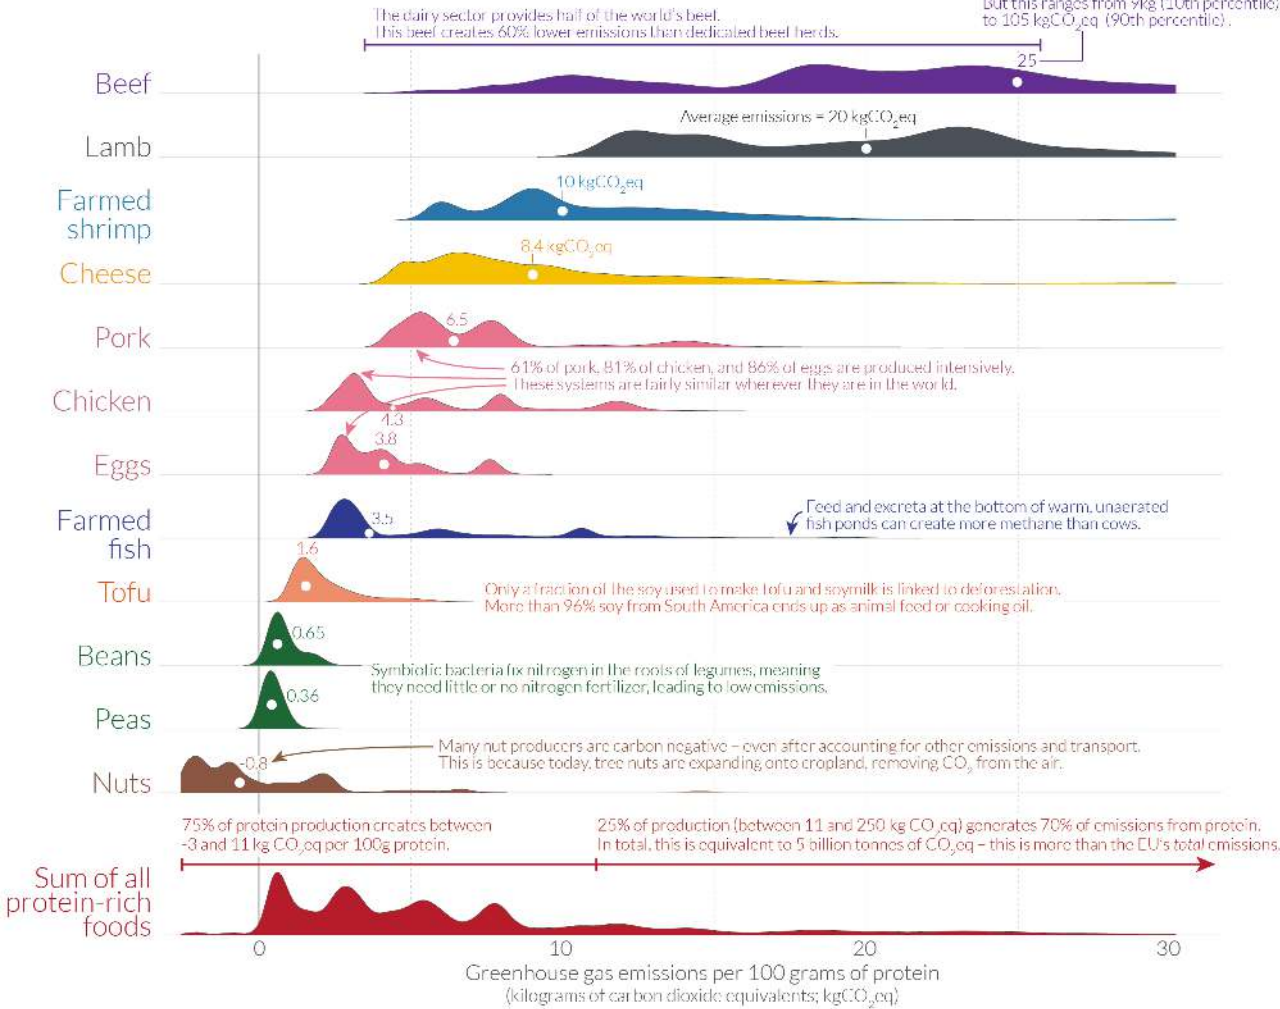 The dairy sector provides half of the world's beef.
This beef creates 60% lower emissions than dedicated beef herds.
But this ranges from 9kg (10th percentile)
to 105 kgCO2eq (90th percentile).
25
Beef
Average emissions = 20 kgCO2eq
Lamb
10 kgCO2eq
Farmed
shrimp
8.4 kgCO2eq
Cheese
6.5
Pork
61% of pork, 81% of chicken, and 86% of eggs are produced intensively.
These systems are fairly similar wherever they are in the world.
Chicken
4.3
3.8
Eggs
Farmed
fish
3.5
Feed and excreta at the bottom of warm, unaerated
fish ponds can create more methane than cows.
1.6
Tofu
Only a fraction of the soy used to make tofu and soymilk is linked to deforestation.
More than 96% soy from South America ends up as animal feed or cooking oil.
0.65
Beans
Symbiotic bacteria fix nitrogen in the roots of legumes, meaning
they need little or no nitrogen fertilizer, leading to low emissions.
0.36
Peas
Many nut producers are carbon negative – even after accounting for other emissions and transport.
This is because today, tree nuts are expanding onto cropland, removing CO2 from the air.
-0.8
Nuts
75% of protein production creates between
-3 and 11 kg CO2eq per 100g protein.
25% of production (between 11 and 250 kg CO2eq) generates 70% of emissions from protein.
In total, this is equivalent to 5 billion tonnes of CO2eq – this is more than the EU's total emissions.
Sum of all
protein-rich
foods
0 10 20 30
Greenhouse gas emissions per 100 grams of protein
(kilograms of carbon dioxide equivalents; kgCO2eq)